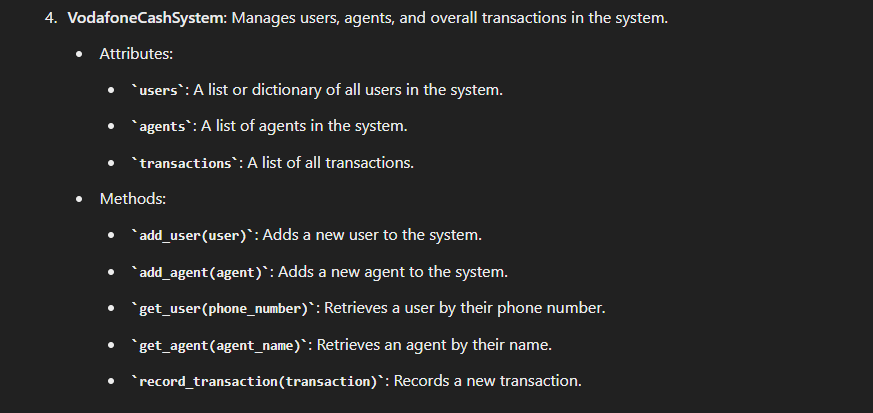 4. VodafoneCashSystem: Manages users, agents, and overall transactions in the system.
• Attributes:
• `users`: A list or dictionary of all users in the system.
• `agents`: A list of agents in the system.
• `transactions`: A list of all transactions.
• Methods:
• `add_user(user)`: Adds a new user to the system.
• `add_agent(agent)`: Adds a new agent to the system.
• `get_user(phone_number)`: Retrieves a user by their phone number.
• `get_agent(agent_name)`: Retrieves an agent by their name.
• `record_transaction(transaction)`: Records a new transaction.